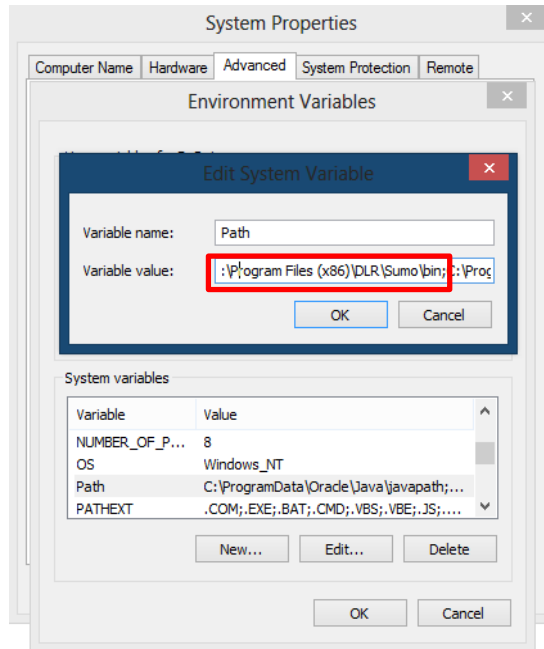 System Properties
Computer Name Hardware Advanced System Protection Remote
Environment Variables
Edit System Variable
Variable name: Path
Variable value: :\Program Files (x86)\DLR\Sumo\bin;C:\Prog
OK Cancel
System variables
Variable Value
NUMBER_OF_P... 8
OS Windows_NT
Path C:\ProgramData\Oracle\Java\javapath;...
PATHEXT .COM;.EXE;.BAT;.CMD;.VBS;.VBE;.JS;....
New... Edit... Delete
OK Cancel